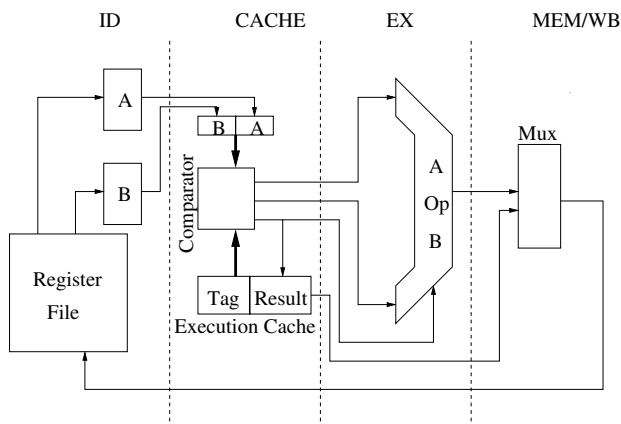 ID CACHE EX MEM/WB
A
B A
Mux
B
Comparator
A
Op
B
Register
File
Tag Result
Execution Cache